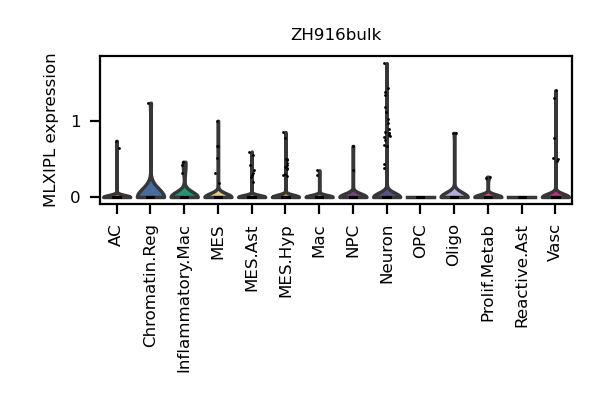 ZH916bulk
MLXIPL expression
1
0
AC
Chromatin.Reg
Inflammatory.Mac
MES
MES.Ast
MES.Hyp
Mac
NPC
Neuron
OPC
Oligo
Prolif.Metab
Reactive.Ast
Vasc